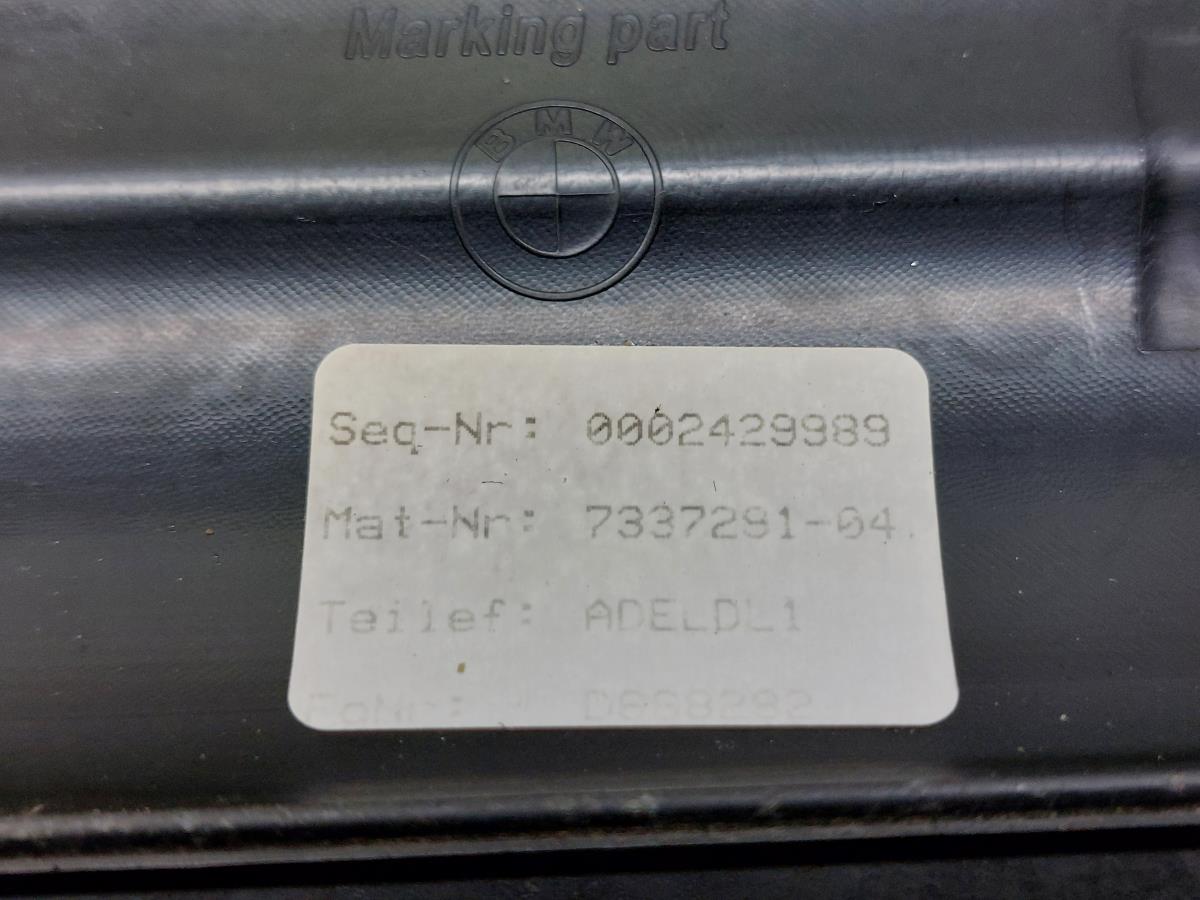 Marking part
BMW
Seq-Nr: 0002429989
Mat-Nr: 7337291-04
Teilef: ADELDL1